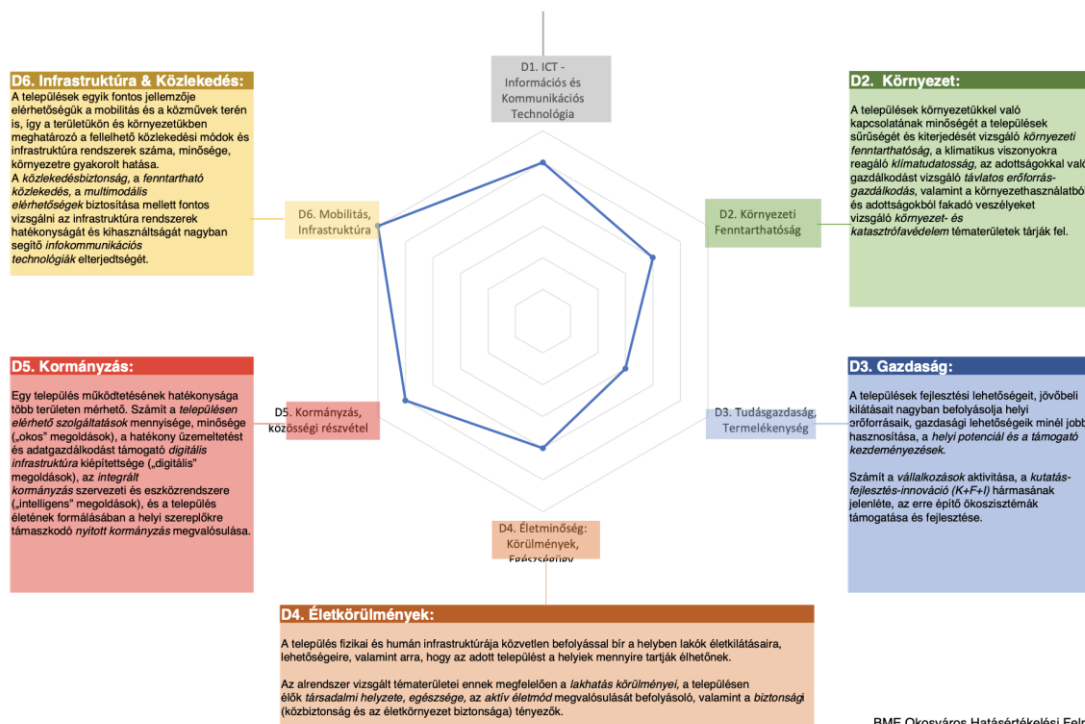 D1. ICT -
Információs és
Kommunikációs
Technológia
D6. Infrastruktúra & Közlekedés:
A települések egyik fontos jellemzője
elérhetőségük a mobilitás és a közművek terén
is, így a területükön és környezetükben
meghatározó a fellelhető közlekedési módok és
infrastruktúra rendszerek száma, minősége,
környezetre gyakorolt hatása.
A közlekedésbiztonság, a fenntartható
közlekedés, a multimodális
elérhetőségek biztosítása mellett fontos
vizsgálni az infrastruktúra rendszerek
hatékonyságát és kihasználtságát nagyban
segítő infokommunikációs
technológiák elterjedtségét.
D2. Környezet:
A települések környezetükkel való
kapcsolatának minőségét a települések
sűrűségét és kiterjedését vizsgáló környezeti
fenntarthatóság, a klimatikus viszonyokra
reagáló klímatudatosság, az adottságokkal való
gazdálkodást vizsgáló távlatos erőforrás-
gazdálkodás, valamint a környezethasználatból
és adottságokból fakadó veszélyeket
vizsgáló környezet- és
katasztrófavédelem tématerületek tárják fel.
D6. Mobilitás,
Infrastruktúra
D2. Környezeti
Fenntarthatóság
D5. Kormányzás:
Egy település működtetésének hatékonysága
több területen mérhető. Számít a településen
elérhető szolgáltatások mennyisége, minősége
(„okos” megoldások), a hatékony üzemeltetést
és adatgazdálkodást támogató digitális
infrastruktúra kiépítettsége („digitális”
megoldások), az integrált
kormányzás szervezeti és eszközrendszere
(„intelligens” megoldások), és a település
életének formálásában a helyi szereplőkre
támaszkodó nyitott kormányzás megvalósulása.
D5. Kormányzás,
közösségi részvétel
D3. Tudásgazdaság,
Termelékenység
D3. Gazdaság:
A települések fejlesztési lehetőségeit, jövőbeli
kilátásait nagyban befolyásolja helyi
erőforrásaik, gazdasági lehetőségeik minél jobb
hasznosítása, a helyi potenciál és a támogató
kezdeményezések.
Számít a vállalkozások aktivitása, a kutatás-
fejlesztés-innováció (K+F+I) hármasának
jelenléte, az erre építő ökoszisztémák
támogatása és fejlesztése.
D4. Életminőség:
Körülmények,
Egészségügy
D4. Életkörülmények:
A település fizikai és humán infrastruktúrája közvetlen befolyással bír a helyben lakók életkilátásaira,
lehetőségeire, valamint arra, hogy az adott települést a helyiek mennyire tartják élhetőnek.
Az alrendszer vizsgált tématerületei ennek megfelelően a lakhatás körülményei, a településen
élők társadalmi helyzete, egészsége, az aktív életmód megvalósulását befolyásoló, valamint a biztonsági
(közbiztonság és az életkörnyezet biztonsága) tényezők.
BME Okosváros Hatásértékelési